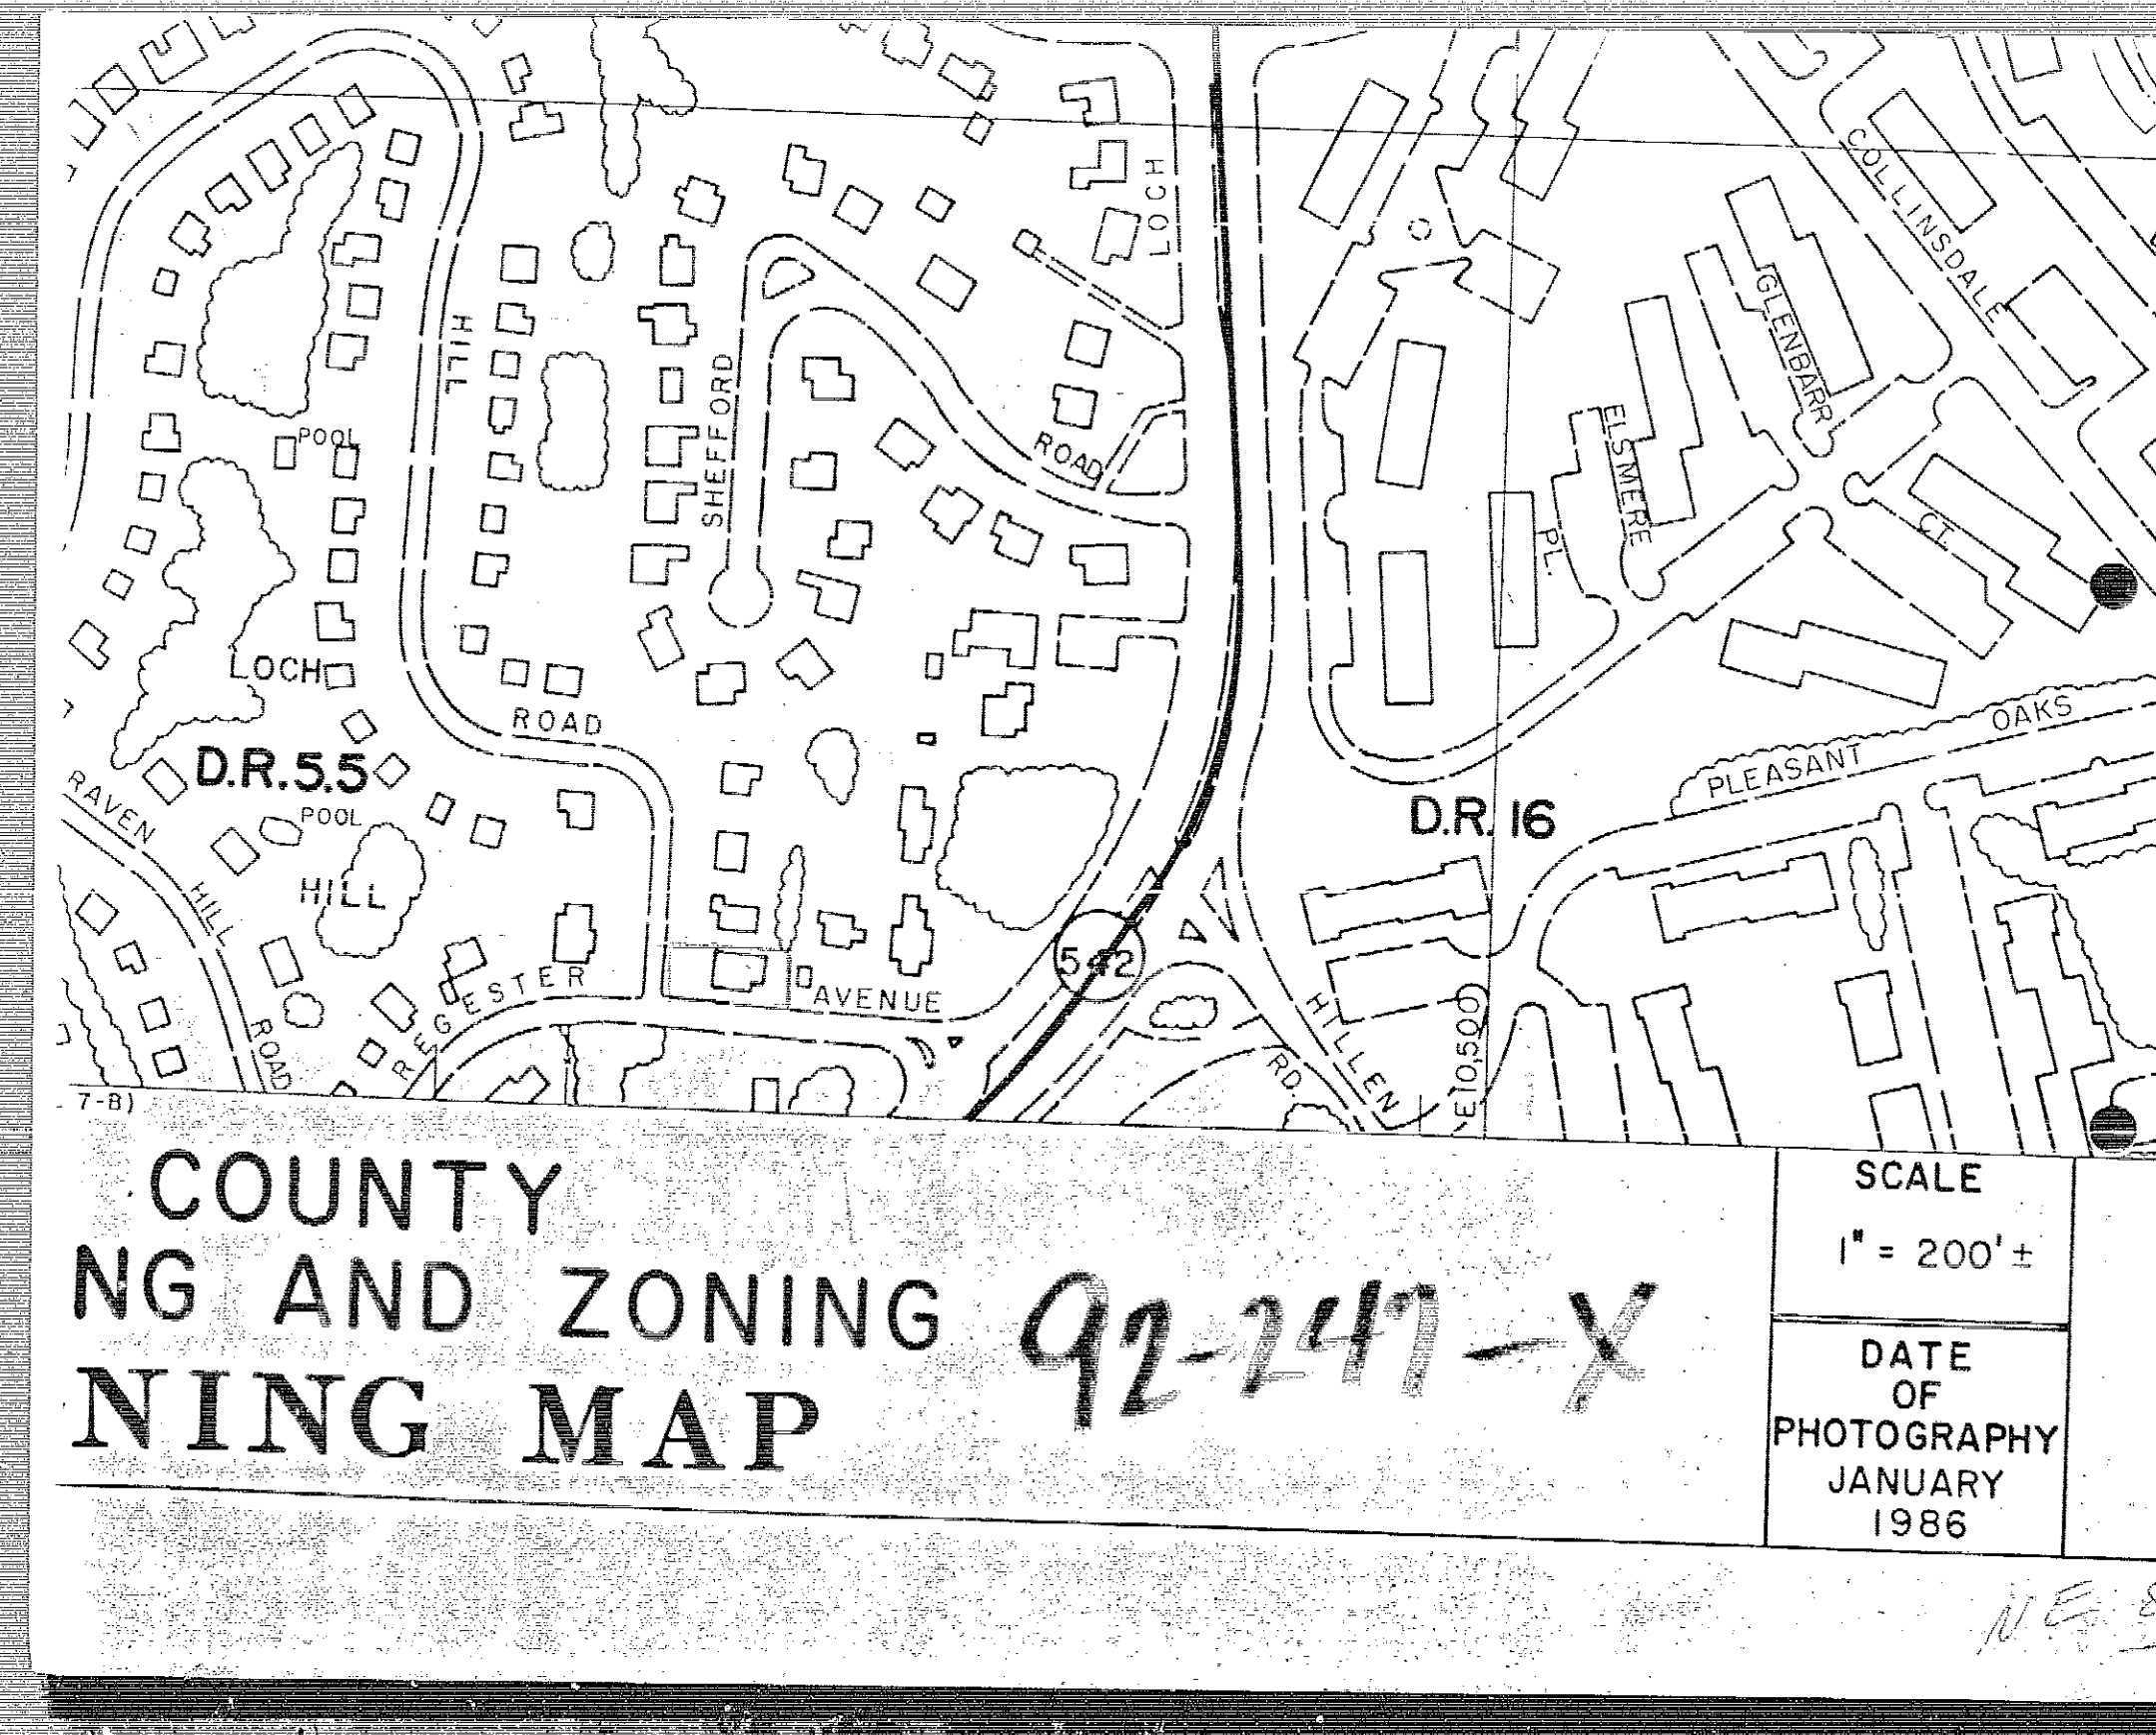 LOCH
COLLINSDALE
HILL
GLENBARR
SHEFFORD
ROAD
ELSMERE
POOL
PL.
CT.
LOCH
ROAD
OAKS
PLEASANT
D.R.5.5
RAVEN
POOL
D.R. 16
HILL
HILL
542
REGESTER
AVENUE
HILLEN
RD.
ROAD
E 10,500
7-B)
COUNTY
NG AND ZONING
NING MAP
92-247-X
SCALE
1" = 200' ±
DATE
OF
PHOTOGRAPHY
JANUARY
1986
N E